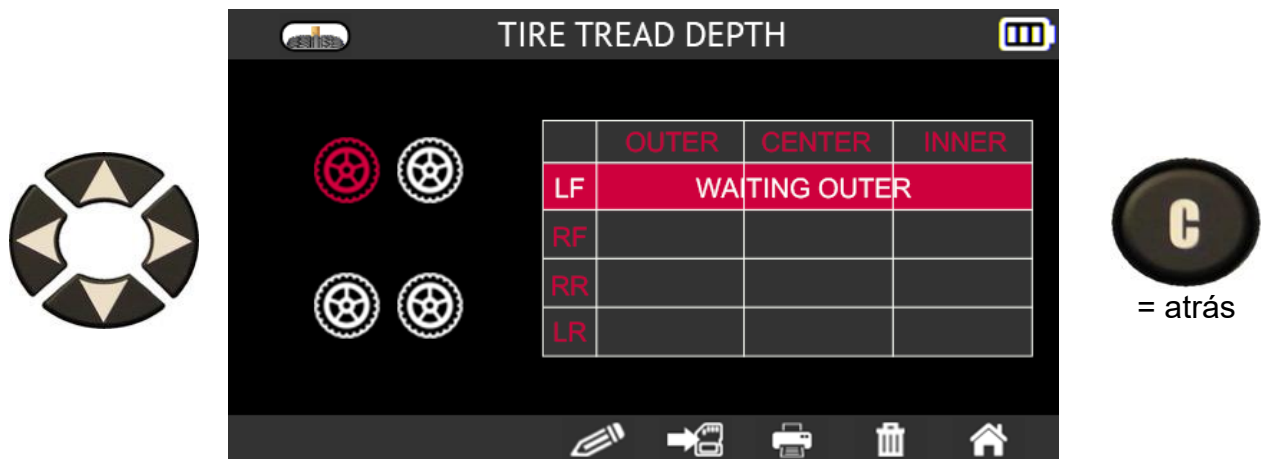 TIRE TREAD DEPTH
OUTER CENTER INNER
LF WAITING OUTER
RF
RR
LR
C
= atrás